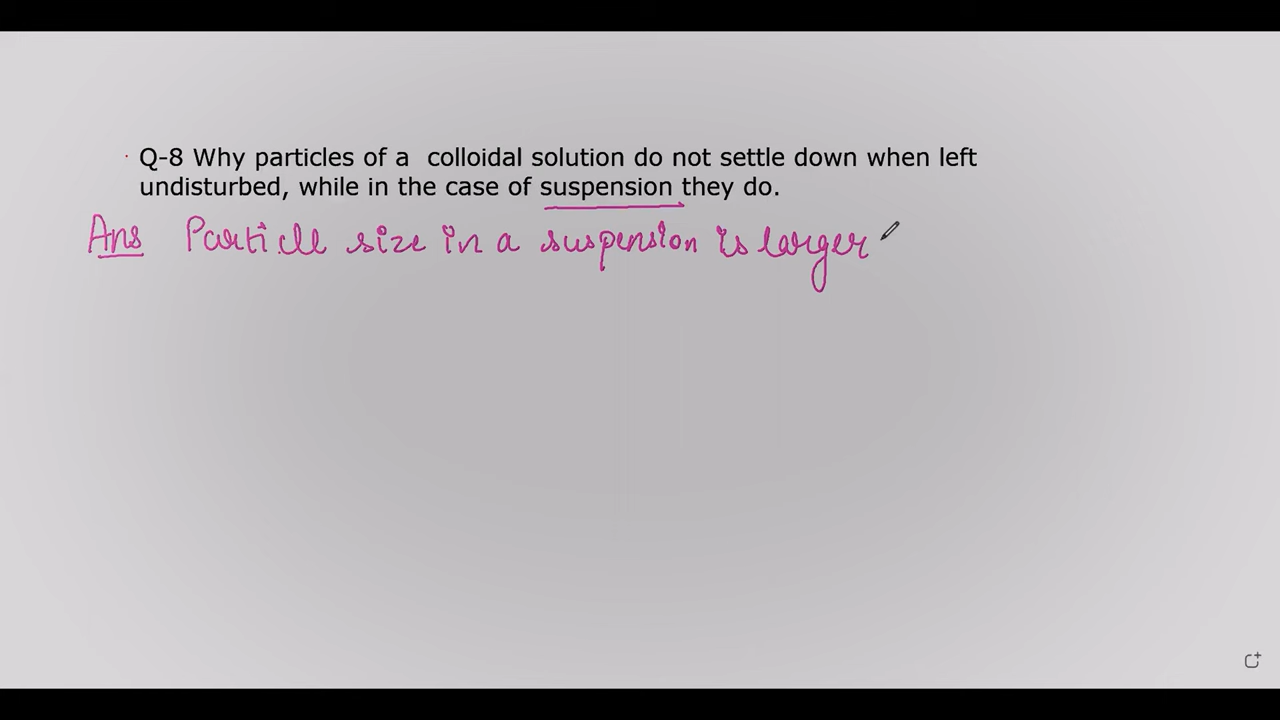 Q-8 Why particles of a colloidal solution do not settle down when left
undisturbed, while in the case of suspension they do.
Ans Particle size in a suspension is larger